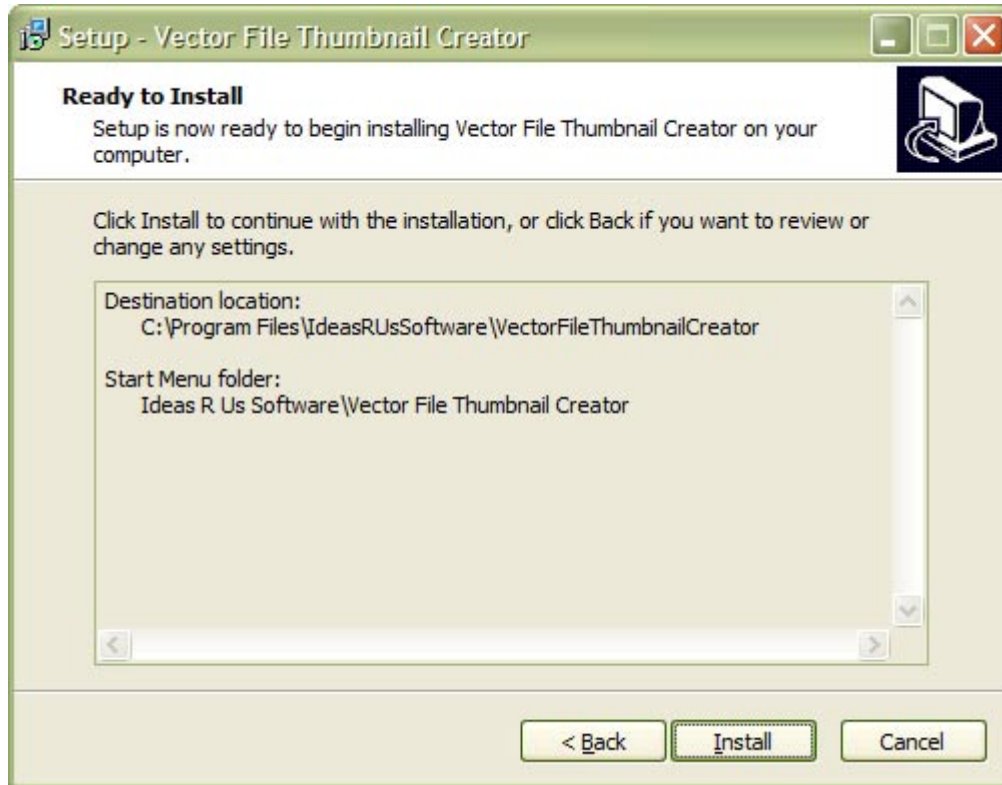 Setup - Vector File Thumbnail Creator
Ready to Install
Setup is now ready to begin installing Vector File Thumbnail Creator on your
computer.
Click Install to continue with the installation, or click Back if you want to review or
change any settings.
Destination location:
C:\Program Files\IdeasRUsSoftware\VectorFileThumbnailCreator
Start Menu folder:
Ideas R Us Software\Vector File Thumbnail Creator
< Back
Install
Cancel